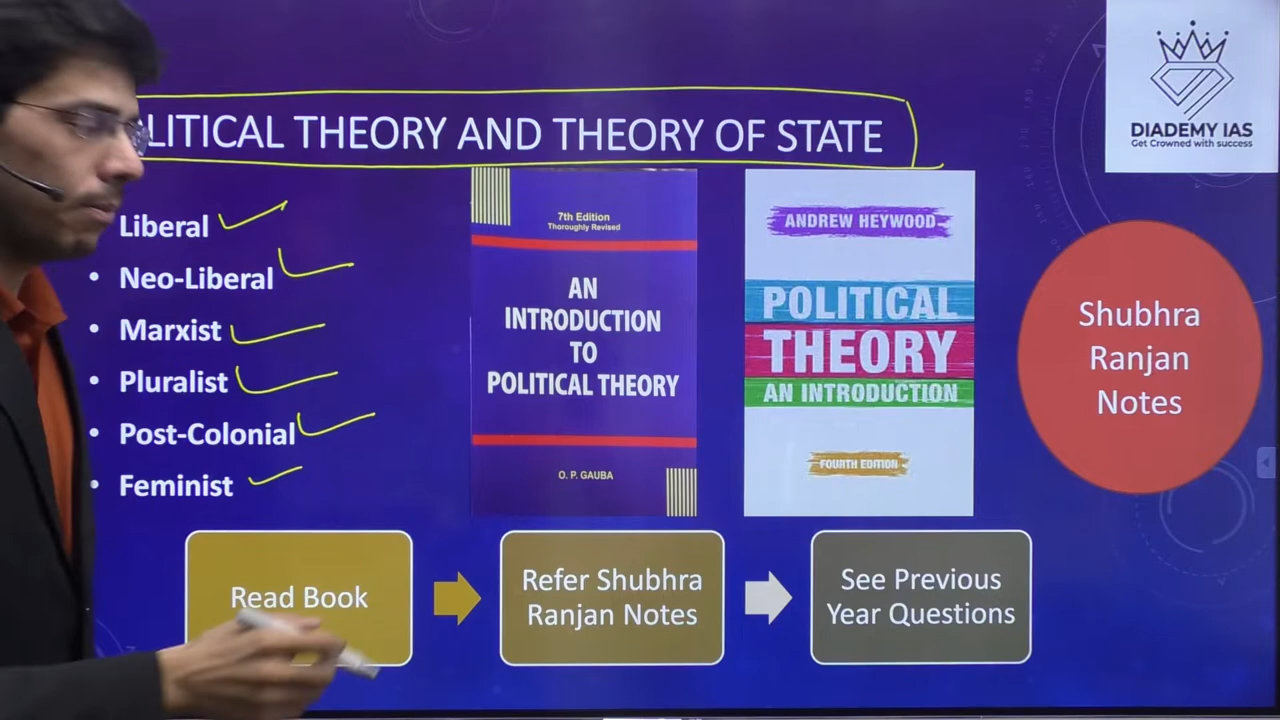 LITICAL THEORY AND THEORY OF STATE
DIADEMY IAS
Get Crowned with success
Liberal
• Neo-Liberal
• Marxist
• Pluralist
• Post-Colonial
• Feminist
7th Edition
Thoroughly Revised
AN
INTRODUCTION
TO
POLITICAL THEORY
O. P. GAUBA
ANDREW HEYWOOD
POLITICAL
THEORY
AN INTRODUCTION
FOURTH EDITION
Shubhra
Ranjan
Notes
Read Book
Refer Shubhra
Ranjan Notes
See Previous
Year Questions